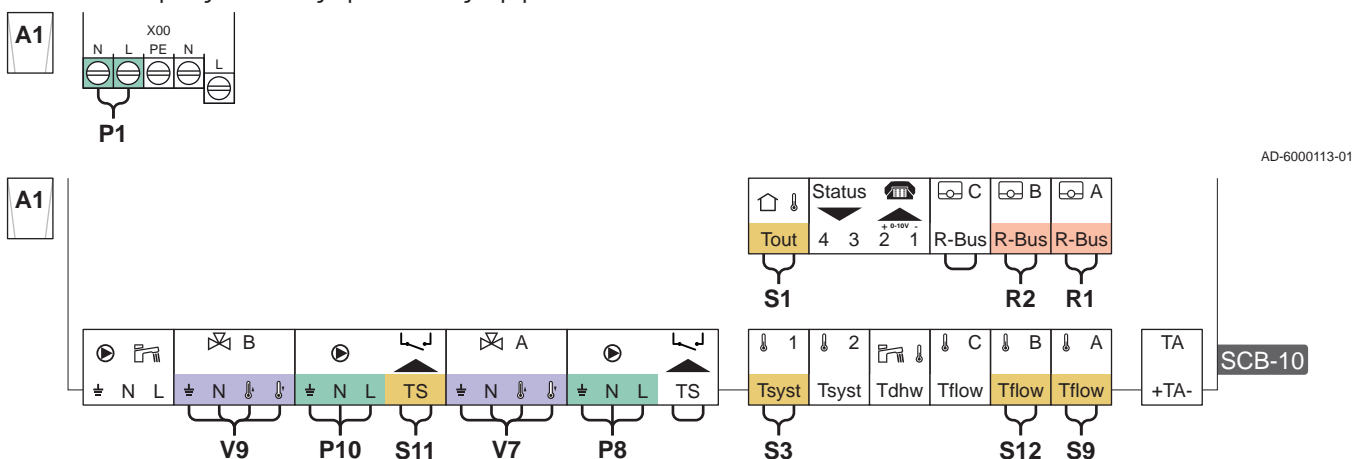 A1
X00
N L PE N L
P1
AD-6000113-01
A1
Status C B A
+ 0-10V -
Tout 4 3 2 1 R-Bus R-Bus R-Bus
S1 R2 R1
B A 1 2 C B A TA
SCB-10
N L N N L TS N N L TS Tsyst Tsyst Tdhw Tflow Tflow Tflow +TA-
V9 P10 S11 V7 P8 S3 S12 S9